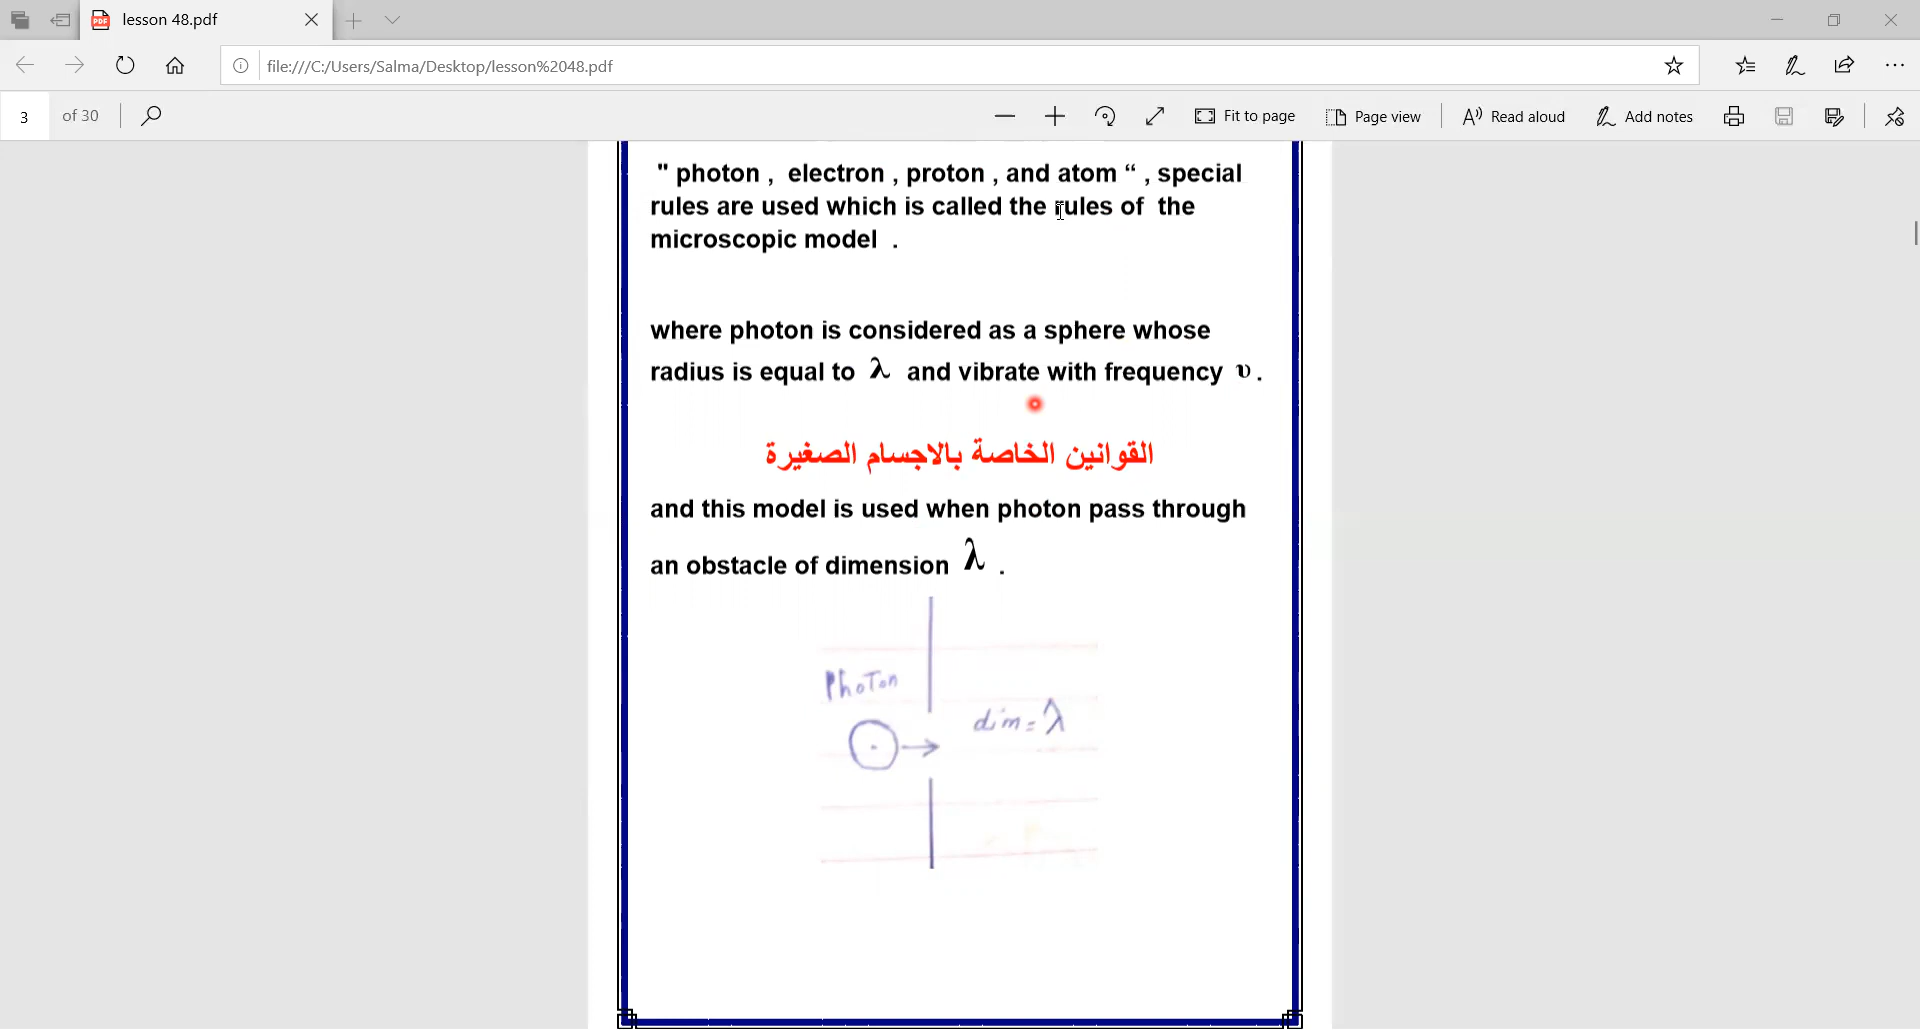 lesson 48.pdf
file:///C:/Users/Salma/Desktop/lesson%2048.pdf
3 of 30
Fit to page
Page view
Read aloud
Add notes
" photon , electron , proton , and atom “ , special
rules are used which is called the rules of the
microscopic model .
where photon is considered as a sphere whose
radius is equal to λ and vibrate with frequency υ .
القوانين الخاصة بالاجسام الصغيرة
and this model is used when photon pass through
an obstacle of dimension λ .
PhoTon
dim = λ